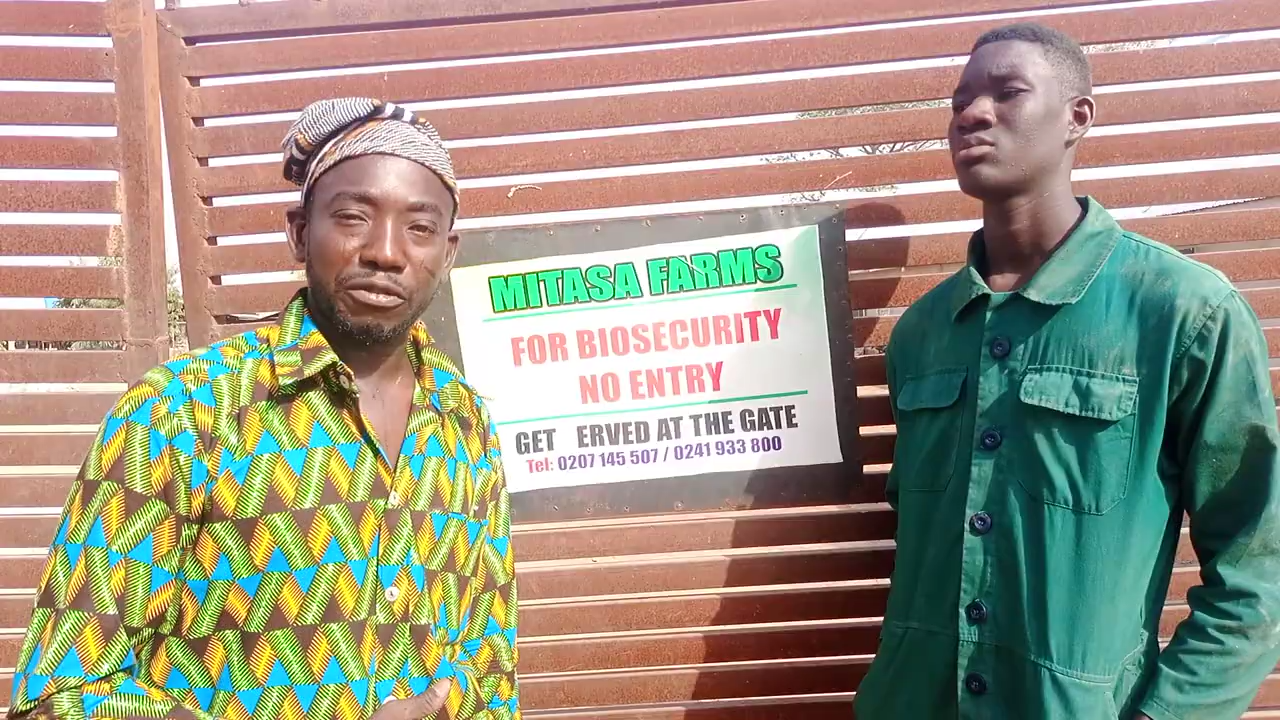 MITASA FARMS
FOR BIOSECURITY
NO ENTRY
GET ERVED AT THE GATE
Tel: 0207 145 507 / 0241 933 800